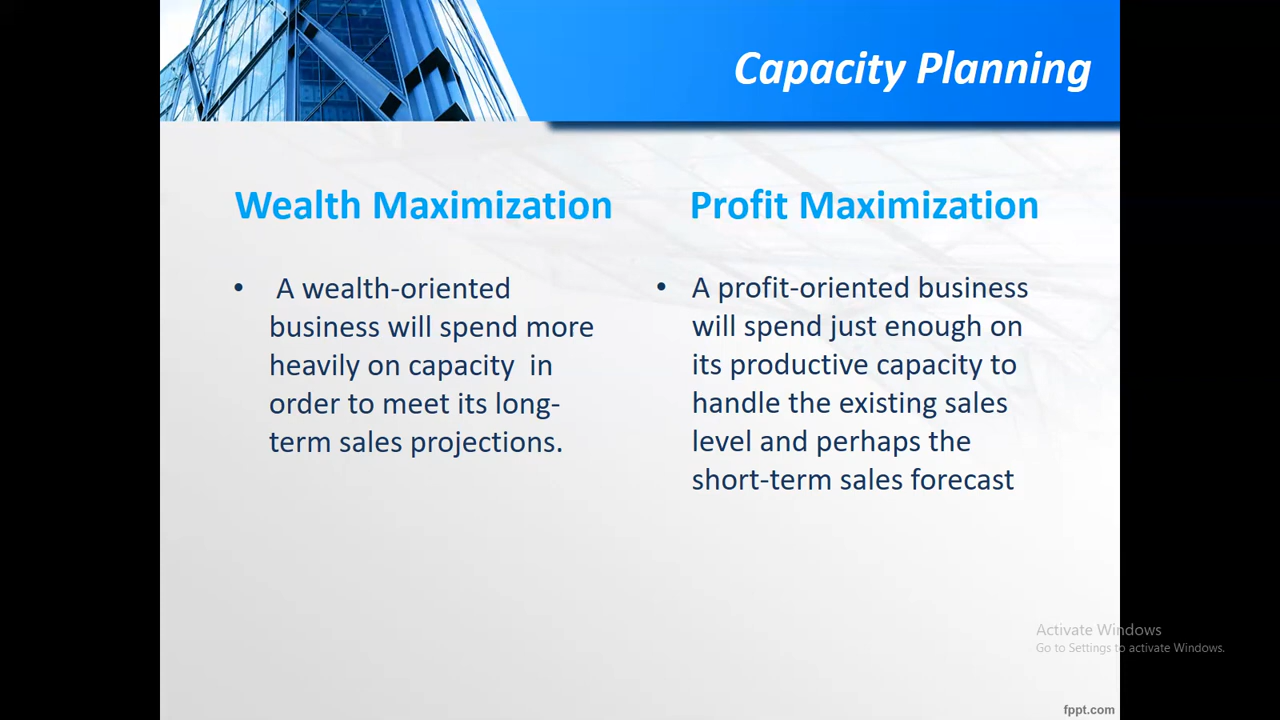 Capacity Planning
Wealth Maximization
Profit Maximization
• A wealth-oriented
business will spend more
heavily on capacity in
order to meet its long-
term sales projections.
• A profit-oriented business
will spend just enough on
its productive capacity to
handle the existing sales
level and perhaps the
short-term sales forecast
Activate Windows
Go to Settings to activate Windows.
fppt.com